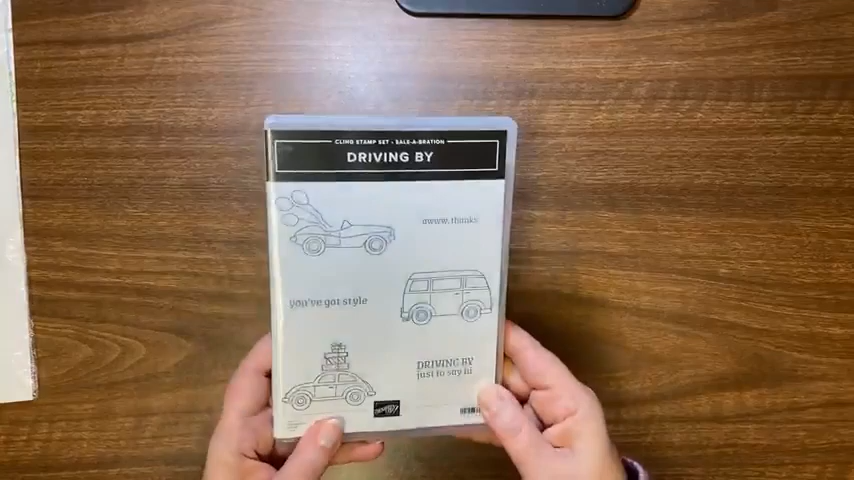 CLING STAMP SET • SALE-A-BRATION
DRIVING BY
awww, thanks
you've got style
DRIVING BY
just to say hi